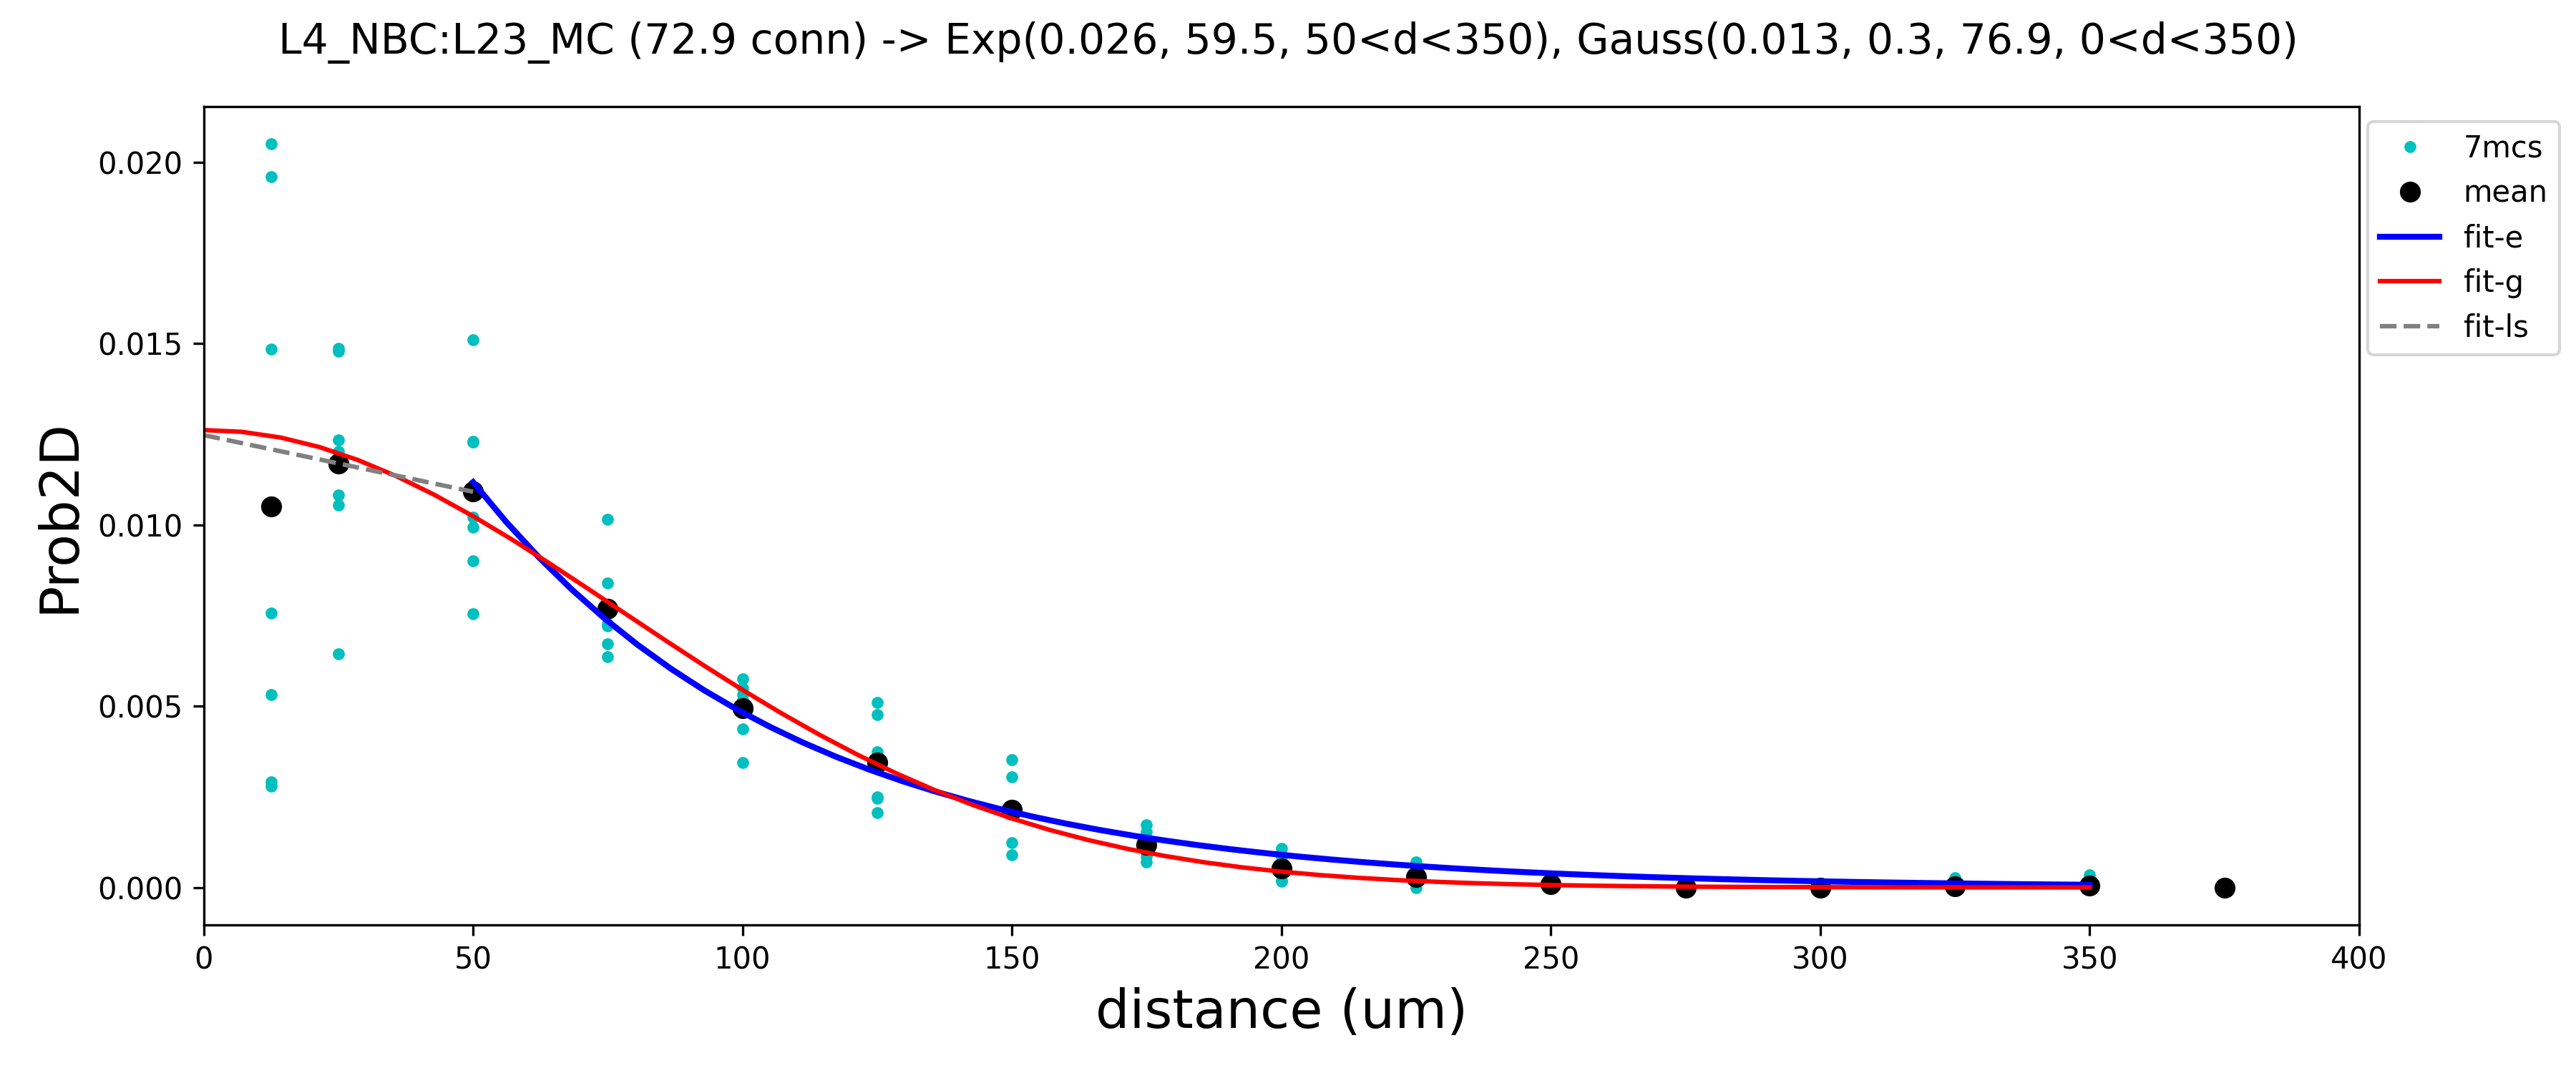 L4_NBC:L23_MC (72.9 conn) -> Exp(0.026, 59.5, 50<d<350), Gauss(0.013, 0.3, 76.9, 0<d<350)
7mcs
mean
fit-e
fit-g
fit-ls
Prob2D
0.020
0.015
0.010
0.005
0.000
0 50 100 150 200 250 300 350 400
distance (um)